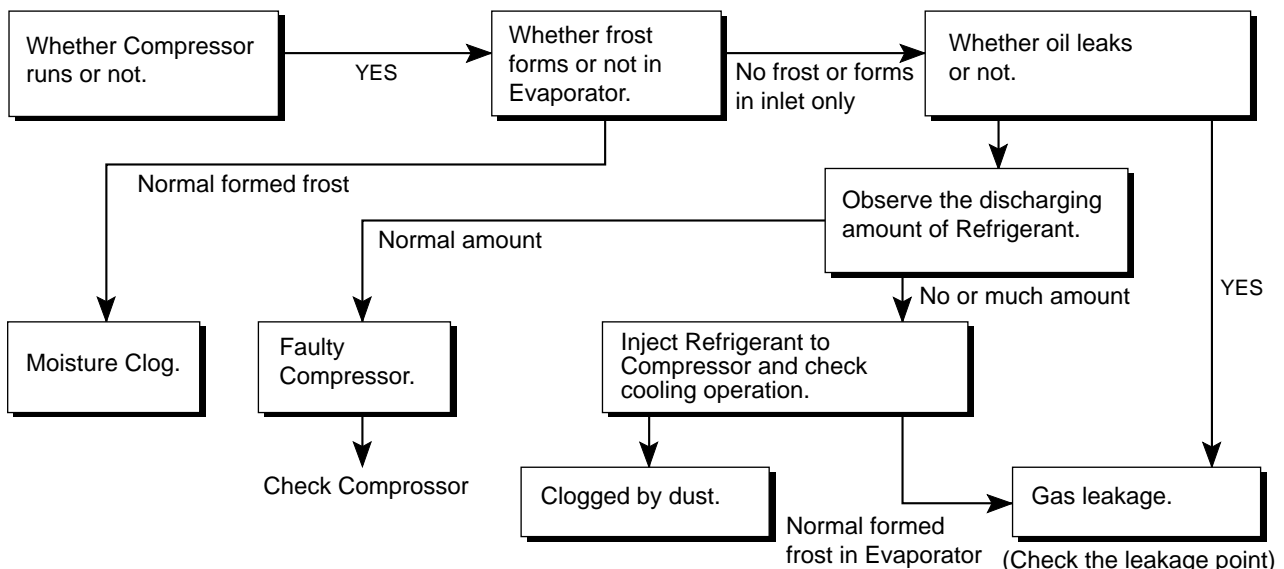 Whether Compressor
runs or not.
YES
Whether frost
forms or not in
Evaporator.
No frost or forms
in inlet only
Whether oil leaks
or not.
Normal formed frost
Observe the discharging
amount of Refrigerant.
Normal amount
No or much amount
YES
Moisture Clog.
Faulty
Compressor.
Inject Refrigerant to
Compressor and check
cooling operation.
Check Comprossor
Clogged by dust.
Normal formed
frost in Evaporator
Gas leakage.
(Check the leakage point)